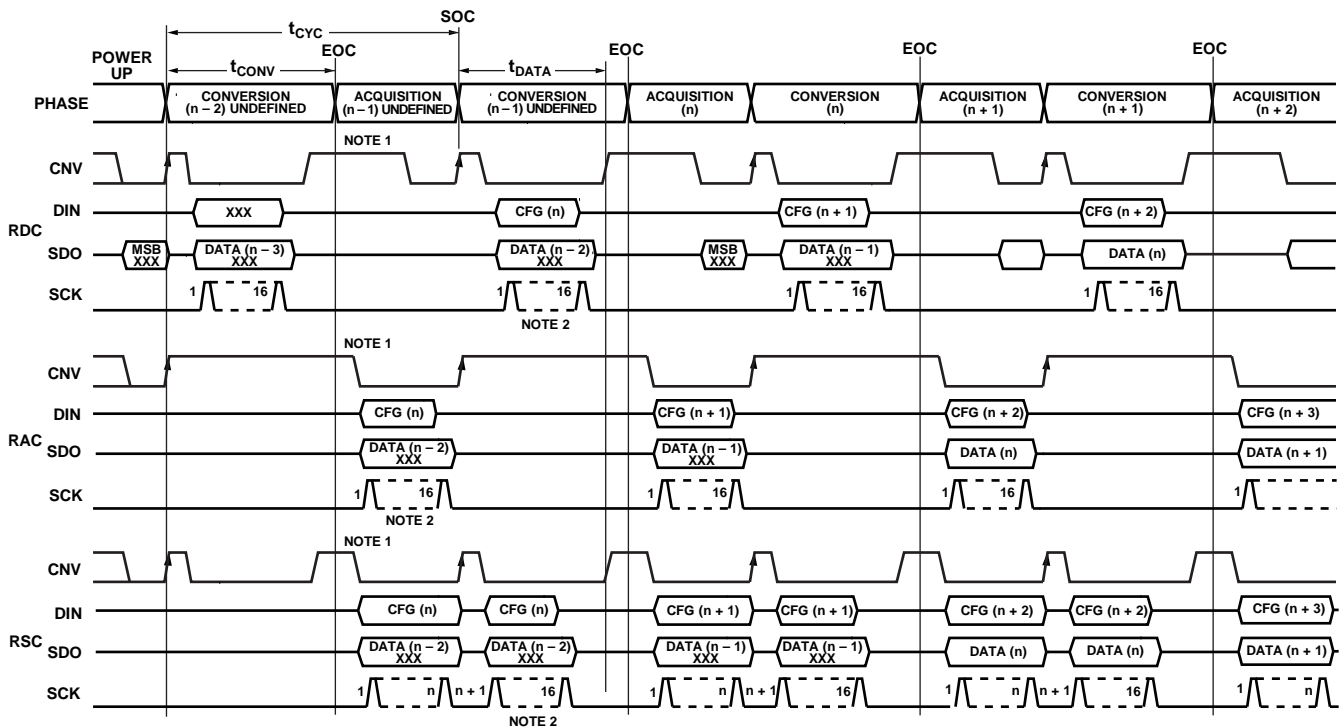 SOC
tCYC
EOC EOC EOC
POWER UP
tCONV tDATA
PHASE
CONVERSION (n – 2) UNDEFINED
ACQUISITION (n – 1) UNDEFINED
CONVERSION (n – 1) UNDEFINED
ACQUISITION (n)
CONVERSION (n)
ACQUISITION (n + 1)
CONVERSION (n + 1)
ACQUISITION (n + 2)
NOTE 1
CNV
DIN XXX CFG (n) CFG (n + 1) CFG (n + 2)
RDC
SDO MSB XXX DATA (n – 3) XXX DATA (n – 2) XXX MSB XXX DATA (n – 1) XXX DATA (n)
SCK 1 16 1 16 1 16 1 16
NOTE 2
NOTE 1
CNV
DIN CFG (n) CFG (n + 1) CFG (n + 2) CFG (n + 3)
RAC
SDO DATA (n – 2) XXX DATA (n – 1) XXX DATA (n) DATA (n + 1)
SCK 1 16 1 16 1 16 1
NOTE 2
NOTE 1
CNV
DIN CFG (n) CFG (n) CFG (n + 1) CFG (n + 1) CFG (n + 2) CFG (n + 2) CFG (n + 3)
RSC
SDO DATA (n – 2) XXX DATA (n – 2) XXX DATA (n – 1) XXX DATA (n – 1) XXX DATA (n) DATA (n) DATA (n + 1)
SCK 1 n n + 1 16 1 n n + 1 16 1 n n + 1 16 1 n
NOTE 2